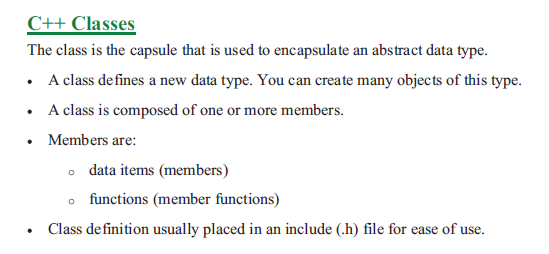 C++ Classes
The class is the capsule that is used to encapsulate an abstract data type.
• A class defines a new data type. You can create many objects of this type.
• A class is composed of one or more members.
• Members are:
o data items (members)
o functions (member functions)
• Class definition usually placed in an include (.h) file for ease of use.